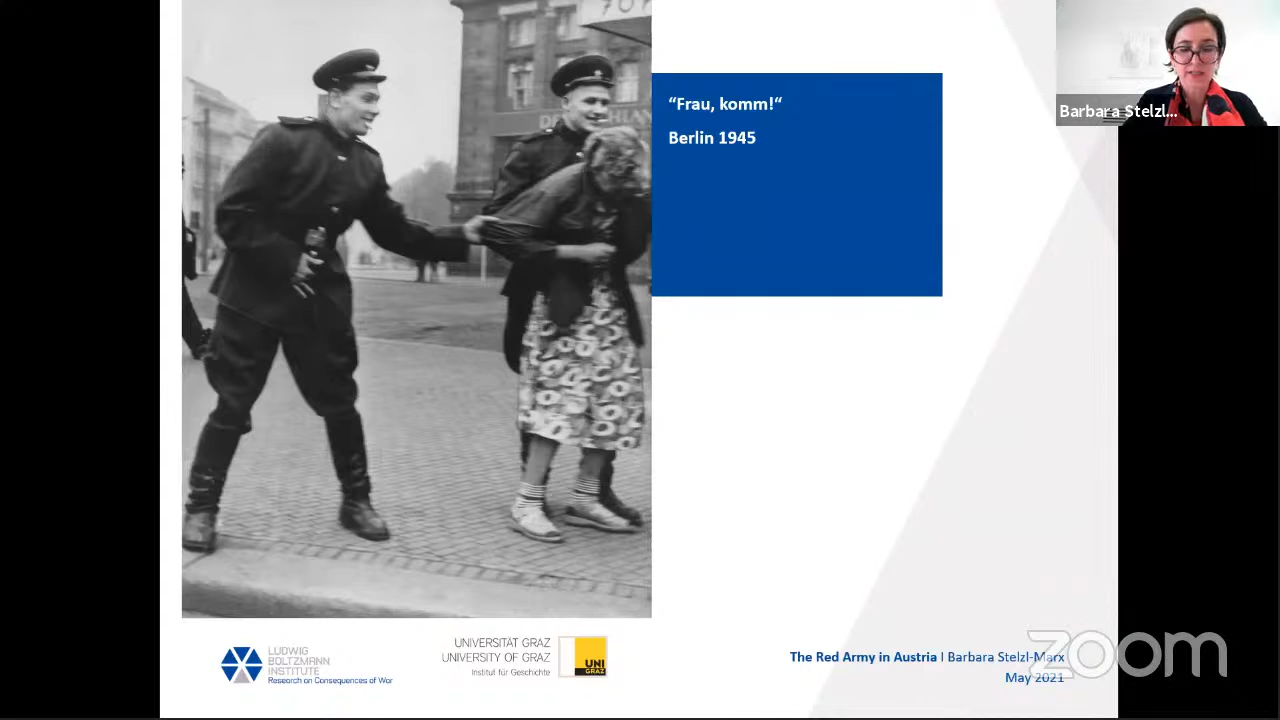 “Frau, komm!“
Berlin 1945
Barbara Stelzl...
LUDWIG
BOLTZMANN
INSTITUTE
Research on Consequences of War
UNIVERSITÄT GRAZ
UNIVERSITY OF GRAZ
Institut für Geschichte
UNI
GRAZ
The Red Army in Austria | Barbara Stelzl-Marx
May 2021
zoom